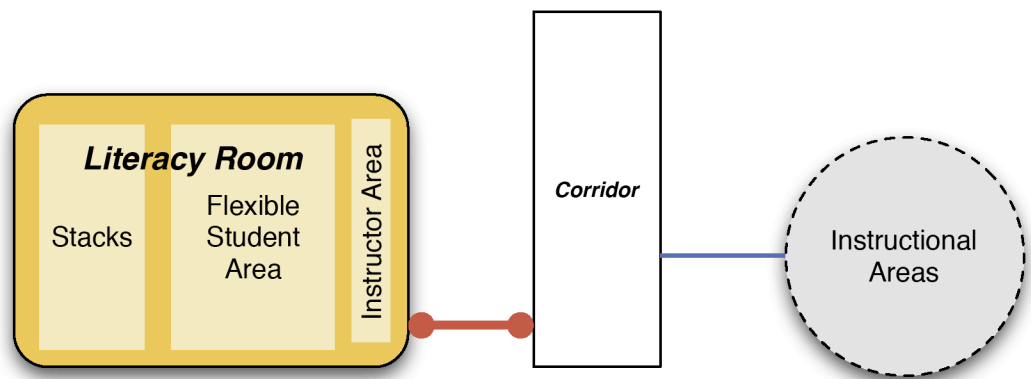 Literacy Room
Stacks
Flexible
Student
Area
Instructor Area
Corridor
Instructional
Areas